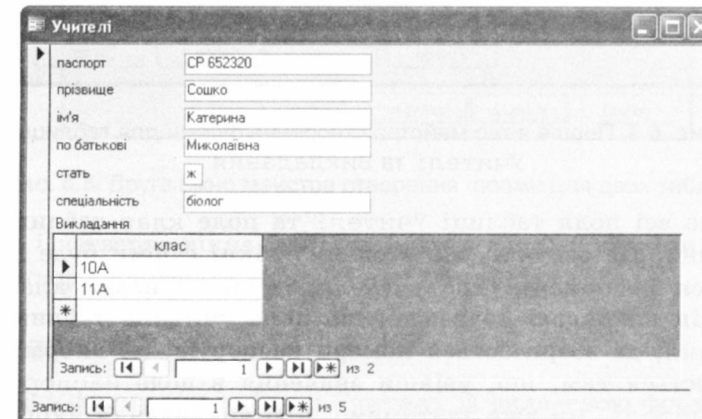 Учителі
паспорт СР 652320
прізвище Сошко
ім'я Катерина
по батькові Миколаївна
стать ж
спеціальність біолог
Викладання
клас
10А
11А
Запись: 1 из 2
Запись: 1 из 5